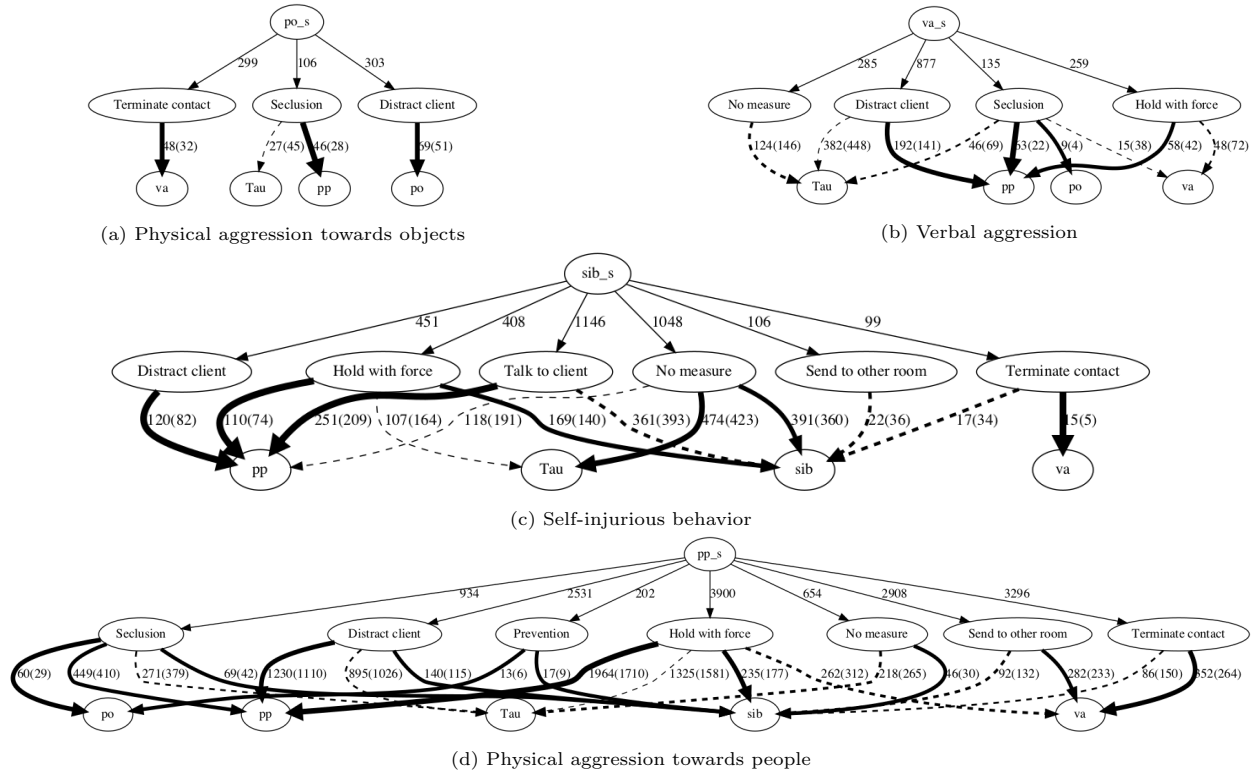 po_s
299 106 303
Terminate contact Seclusion Distract client
48(32) 27(45) 46(28) 69(51)
va Tau pp po
(a) Physical aggression towards objects
va_s
285 877 135 259
No measure Distract client Seclusion Hold with force
124(146) 382(448) 192(141) 46(69) 53(22) 9(4) 15(38) 58(42) 48(72)
Tau pp po va
(b) Verbal aggression
sib_s
451 408 1146 1048 106 99
Distract client Hold with force Talk to client No measure Send to other room Terminate contact
120(82) 110(74) 251(209) 107(164) 118(191) 169(140) 361(393) 474(423) 391(360) 22(36) 17(34) 15(5)
pp Tau sib va
(c) Self-injurious behavior
pp_s
934 2531 202 3900 654 2908 3296
Seclusion Distract client Prevention Hold with force No measure Send to other room Terminate contact
60(29) 449(410) 271(379) 69(42) 1230(1110) 895(1026) 140(115) 13(6) 17(9) 1964(1710) 1325(1581) 235(177) 262(312) 218(265) 46(30) 92(132) 282(233) 86(150) 352(264)
po pp Tau sib va
(d) Physical aggression towards people